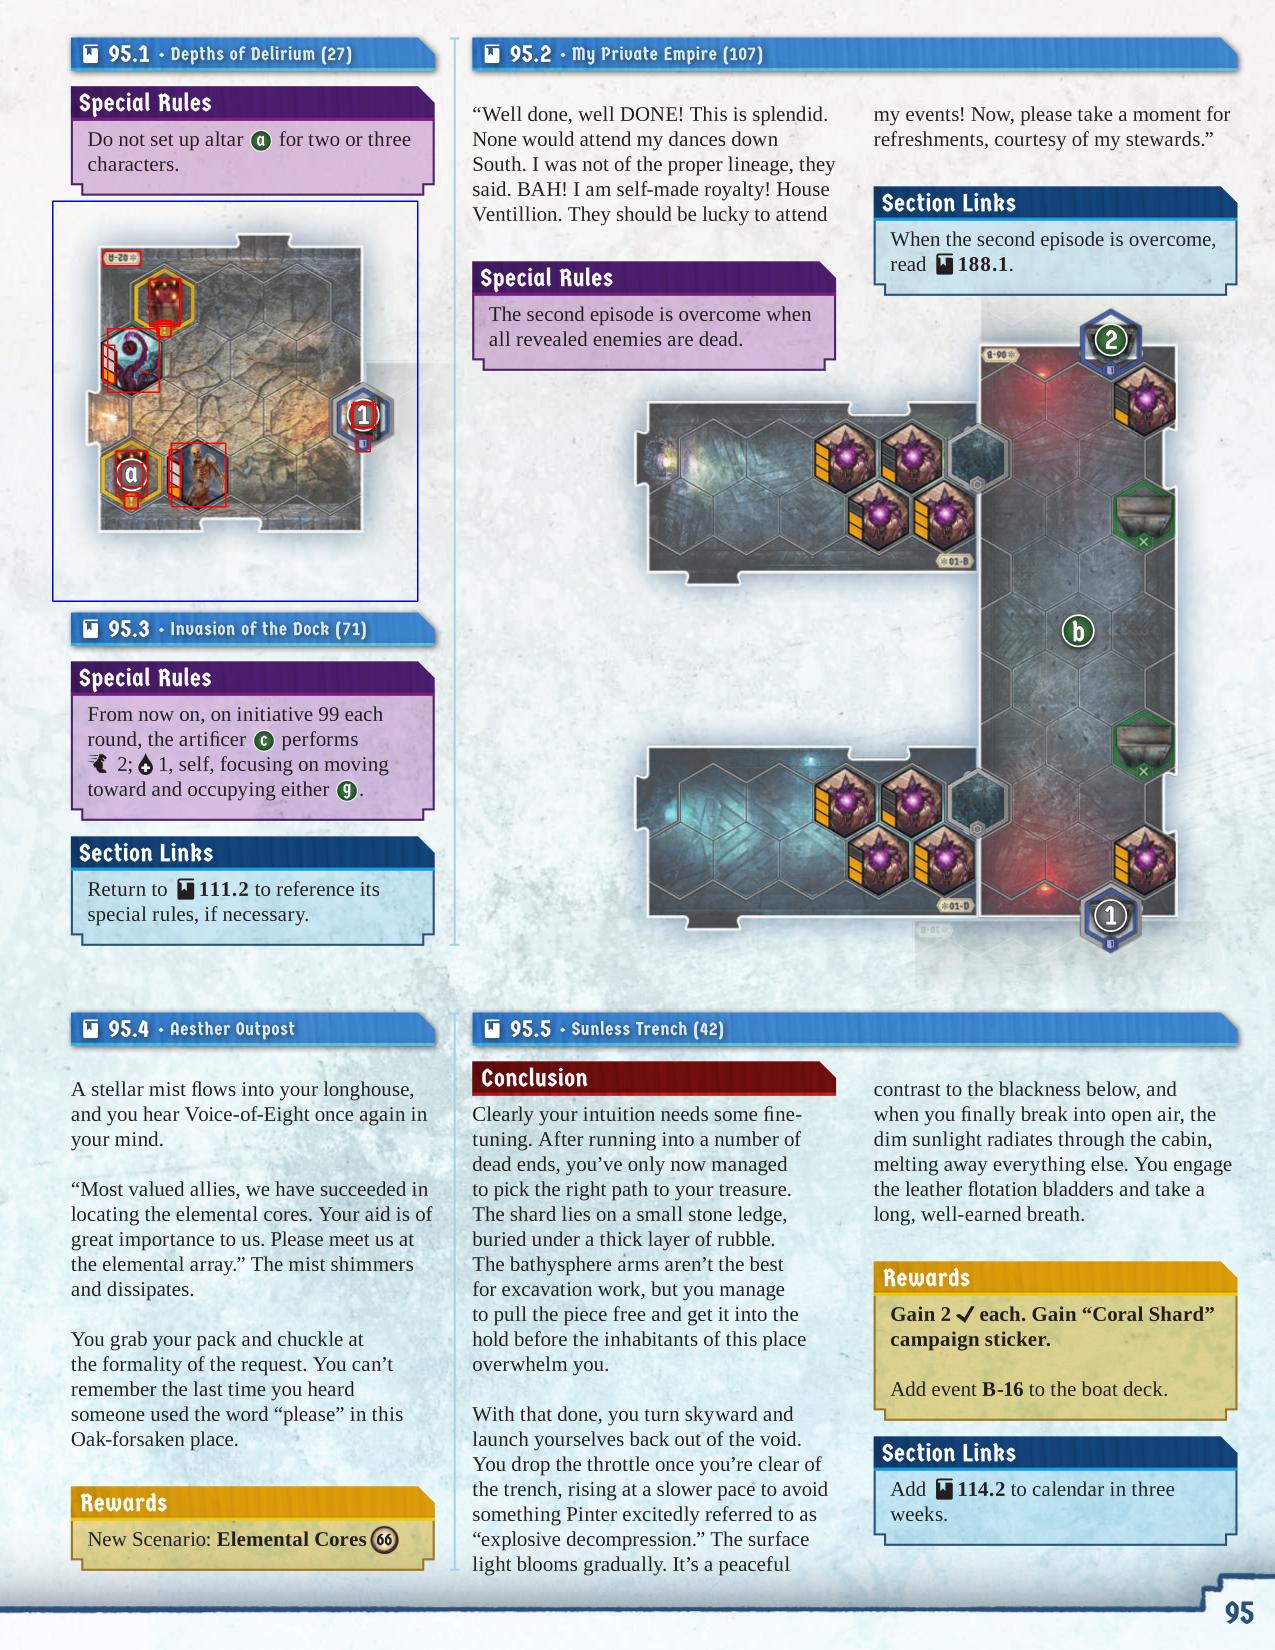 95.1 • Depths of Delirium (27)
Special Rules
Do not set up altar a for two or three
characters.
02-A
1
a
95.2 • My Private Empire (107)
“Well done, well DONE! This is splendid.
None would attend my dances down
South. I was not of the proper lineage, they
said. BAH! I am self-made royalty! House
Ventillion. They should be lucky to attend
my events! Now, please take a moment for
refreshments, courtesy of my stewards.”
Special Rules
The second episode is overcome when
all revealed enemies are dead.
Section Links
When the second episode is overcome,
read 188.1.
06-B
2
01-B
b
01-D
1
95.3 • Invasion of the Dock (71)
Special Rules
From now on, on initiative 99 each
round, the artificer c performs
2; 1, self, focusing on moving
toward and occupying either g.
Section Links
Return to 111.2 to reference its
special rules, if necessary.
95.4 • Aesther Outpost
A stellar mist flows into your longhouse,
and you hear Voice-of-Eight once again in
your mind.
“Most valued allies, we have succeeded in
locating the elemental cores. Your aid is of
great importance to us. Please meet us at
the elemental array.” The mist shimmers
and dissipates.
You grab your pack and chuckle at
the formality of the request. You can’t
remember the last time you heard
someone used the word “please” in this
Oak-forsaken place.
Rewards
New Scenario: Elemental Cores 66
95.5 • Sunless Trench (42)
Conclusion
Clearly your intuition needs some fine-
tuning. After running into a number of
dead ends, you’ve only now managed
to pick the right path to your treasure.
The shard lies on a small stone ledge,
buried under a thick layer of rubble.
The bathysphere arms aren’t the best
for excavation work, but you manage
to pull the piece free and get it into the
hold before the inhabitants of this place
overwhelm you.
With that done, you turn skyward and
launch yourselves back out of the void.
You drop the throttle once you’re clear of
the trench, rising at a slower pace to avoid
something Pinter excitedly referred to as
“explosive decompression.” The surface
light blooms gradually. It’s a peaceful
contrast to the blackness below, and
when you finally break into open air, the
dim sunlight radiates through the cabin,
melting away everything else. You engage
the leather flotation bladders and take a
long, well-earned breath.
Rewards
Gain 2 ✓ each. Gain “Coral Shard”
campaign sticker.
Add event B-16 to the boat deck.
Section Links
Add 114.2 to calendar in three
weeks.
95